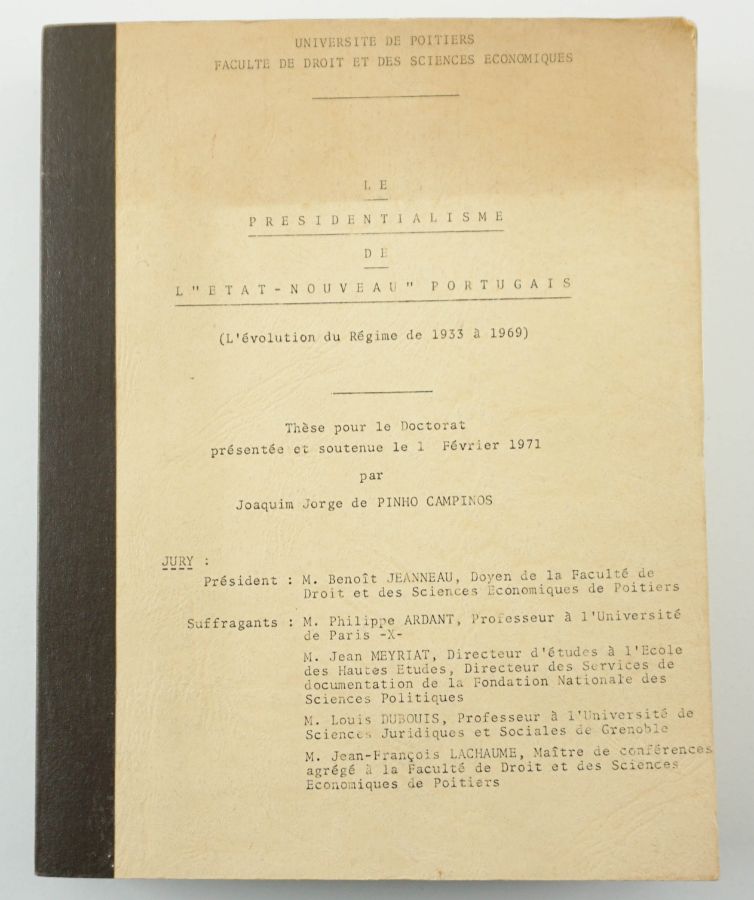 UNIVERSITE DE POITIERS
FACULTE DE DROIT ET DES SCIENCES ECONOMIQUES
LE
PRESIDENTIALISME
DE
L"ETAT-NOUVEAU" PORTUGAIS
(L'évolution du Régime de 1933 à 1969)
Thèse pour le Doctorat
présentée et soutenue le 1 Février 1971
par
Joaquim Jorge de PINHO CAMPINOS
JURY :
Président : M. Benoît JEANNEAU, Doyen de la Faculté de
Droit et des Sciences Economiques de Poitiers
Suffragants : M. Philippe ARDANT, Professeur à l'Université
de Paris -X-
M. Jean MEYRIAT, Directeur d'études à l'Ecole
des Hautes Etudes, Directeur des Services de
documentation de la Fondation Nationale des
Sciences Politiques
M. Louis DUBOUIS, Professeur à l'Université de
Sciences Juridiques et Sociales de Grenoble
M. Jean-François LACHAUME, Maître de conférences
agrégé à la Faculté de Droit et des Sciences
Economiques de Poitiers